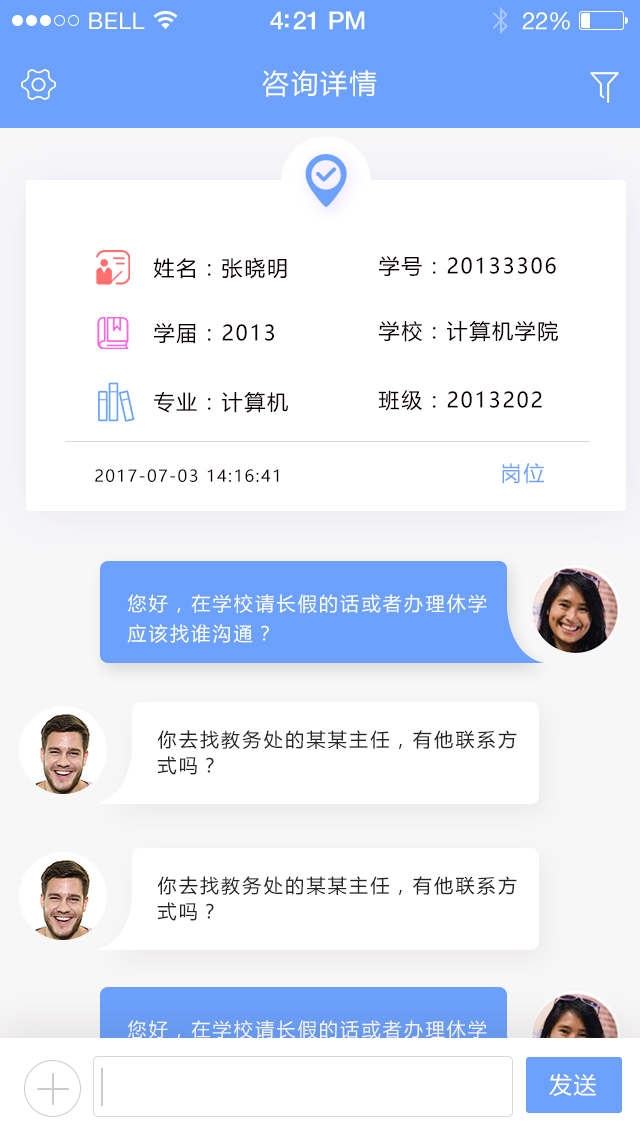 BELL 4:21 PM 22%
咨询详情
姓名：张晓明 学号：20133306
学届：2013 学校：计算机学院
专业：计算机 班级：2013202
2017-07-03 14:16:41 岗位
您好，在学校请长假的话或者办理休学
应该找谁沟通？
你去找教务处的某某主任，有他联系方
式吗？
你去找教务处的某某主任，有他联系方
式吗？
您好，在学校请长假的话或者办理休学
发送